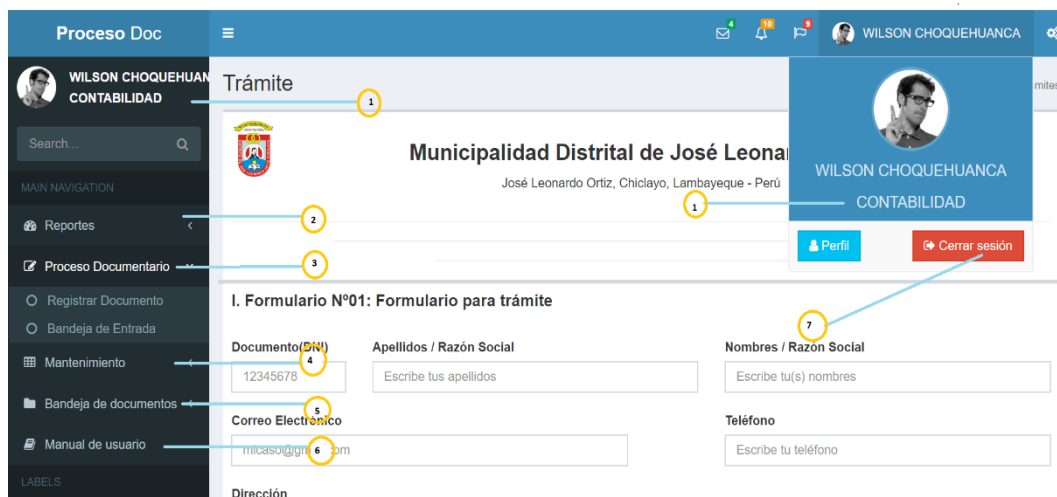 Proceso Doc
4
10
9
WILSON CHOQUEHUANCA
WILSON CHOQUEHUAN
CONTABILIDAD
Search...
MAIN NAVIGATION
Reportes
Proceso Documentario
Registrar Documento
Bandeja de Entrada
Mantenimiento
Bandeja de documentos
Manual de usuario
LABELS
Trámite
mites
1
Municipalidad Distrital de José Leona
José Leonardo Ortiz, Chiclayo, Lambayeque - Perú
WILSON CHOQUEHUANCA
CONTABILIDAD
1
Perfil
Cerrar sesión
2
3
I. Formulario Nº01: Formulario para trámite
7
Documento(DNI)
Apellidos / Razón Social
Nombres / Razón Social
4
12345678
Escribe tus apellidos
Escribe tu(s) nombres
5
Correo Electrónico
Teléfono
6
Escribe tu teléfono
Dirección